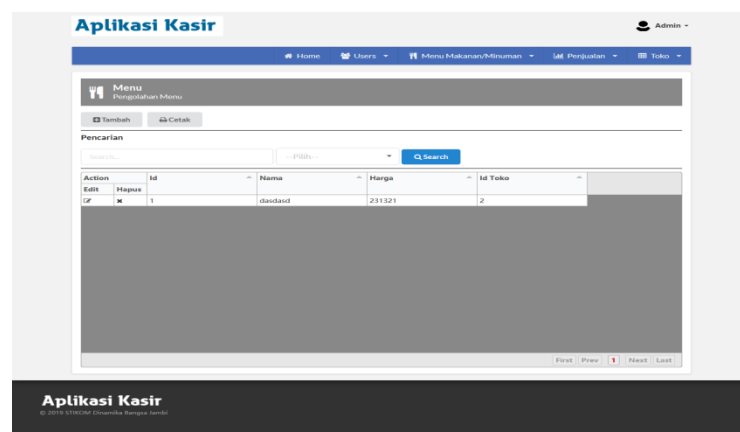 Aplikasi Kasir
Admin
Home Users Menu Makanan/Minuman Penjualan Toko
Menu
Pengolahan Menu
Tambah Cetak
Pencarian
Search... ---Pilih--- Search
Action Id Nama Harga Id Toko
Edit Hapus
1 dasdasd 231321 2
First Prev 1 Next Last
Aplikasi Kasir
© 2019 STIKOM Dinamika Bangsa Jambi